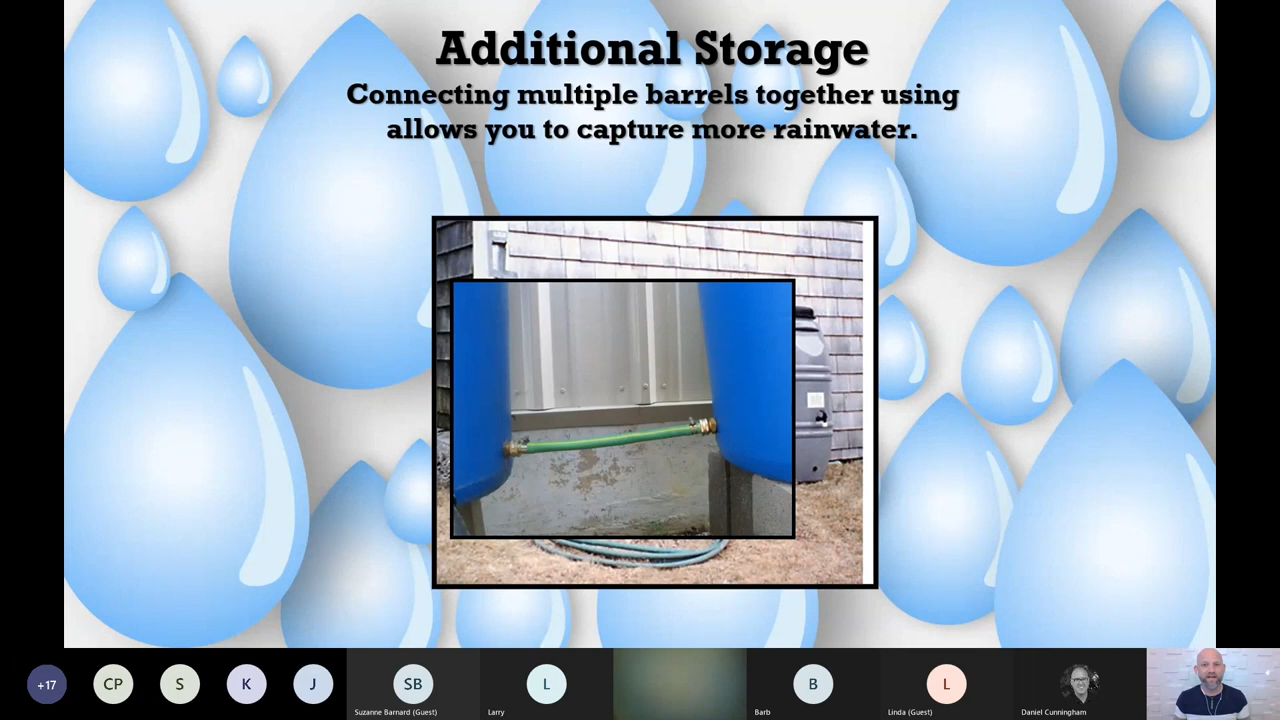 Additional Storage
Connecting multiple barrels together using
allows you to capture more rainwater.
+17
CP
S
K
J
SB
L
B
L
Suzanne Barnard (Guest)
Larry
Barb
Linda (Guest)
Daniel Cunningham